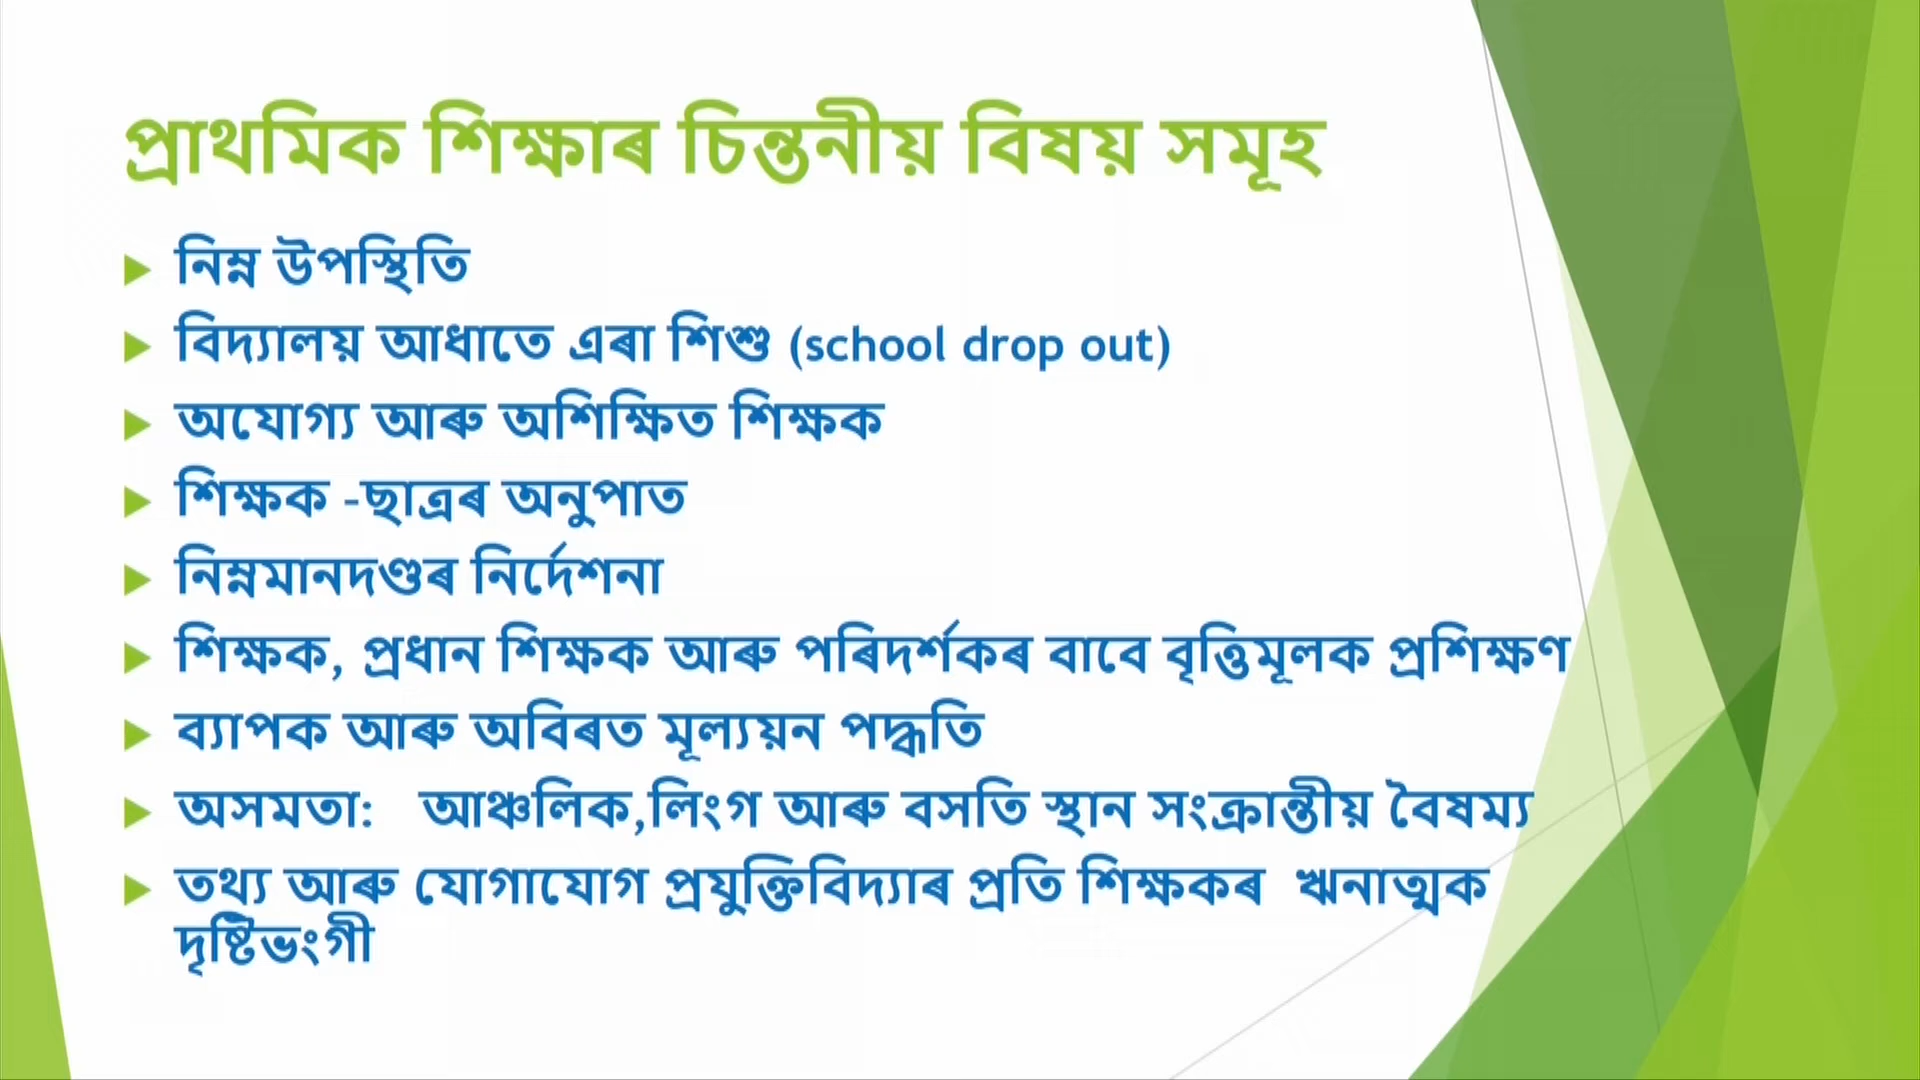 প্ৰাথমিক শিক্ষাৰ চিন্তনীয় বিষয় সমূহ
নিম্ন উপস্থিতি
বিদ্যালয় আধাতে এৰা শিশু (school drop out)
অযোগ্য আৰু অশিক্ষিত শিক্ষক
শিক্ষক -ছাত্ৰৰ অনুপাত
নিম্নমানদণ্ডৰ নিৰ্দেশনা
শিক্ষক, প্ৰধান শিক্ষক আৰু পৰিদৰ্শকৰ বাবে বৃত্তিমূলক প্ৰশিক্ষণ
ব্যাপক আৰু অবিৰত মূল্যয়ন পদ্ধতি
অসমতা: আঞ্চলিক,লিংগ আৰু বসতি স্থান সংক্ৰান্তীয় বৈষম্য
তথ্য আৰু যোগাযোগ প্ৰযুক্তিবিদ্যাৰ প্ৰতি শিক্ষকৰ ঋনাত্মক
দৃষ্টিভংগী